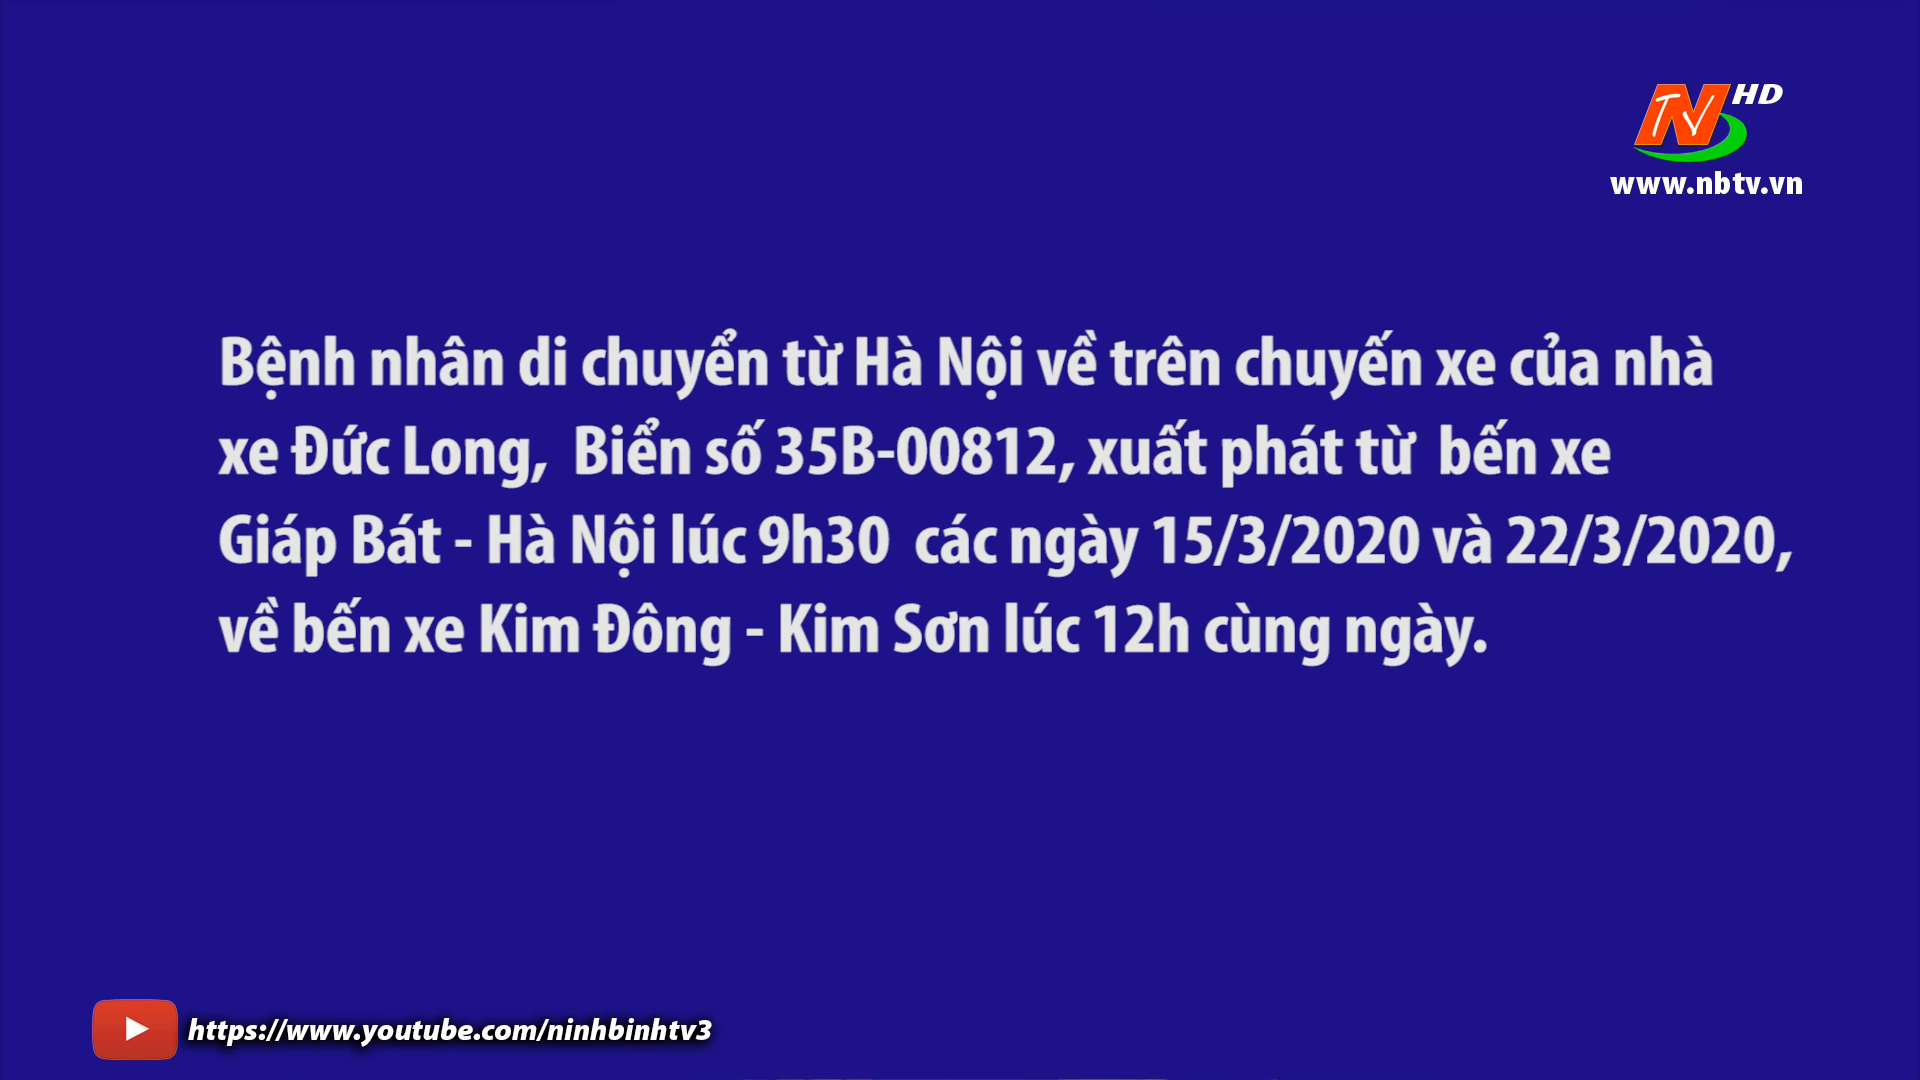 HD
TV N
www.nbtv.vn
Bệnh nhân di chuyển từ Hà Nội về trên chuyến xe của nhà
xe Đức Long, Biển số 35B-00812, xuất phát từ bến xe
Giáp Bát - Hà Nội lúc 9h30 các ngày 15/3/2020 và 22/3/2020,
về bến xe Kim Đông - Kim Sơn lúc 12h cùng ngày.
https://www.youtube.com/ninhbinhtv3